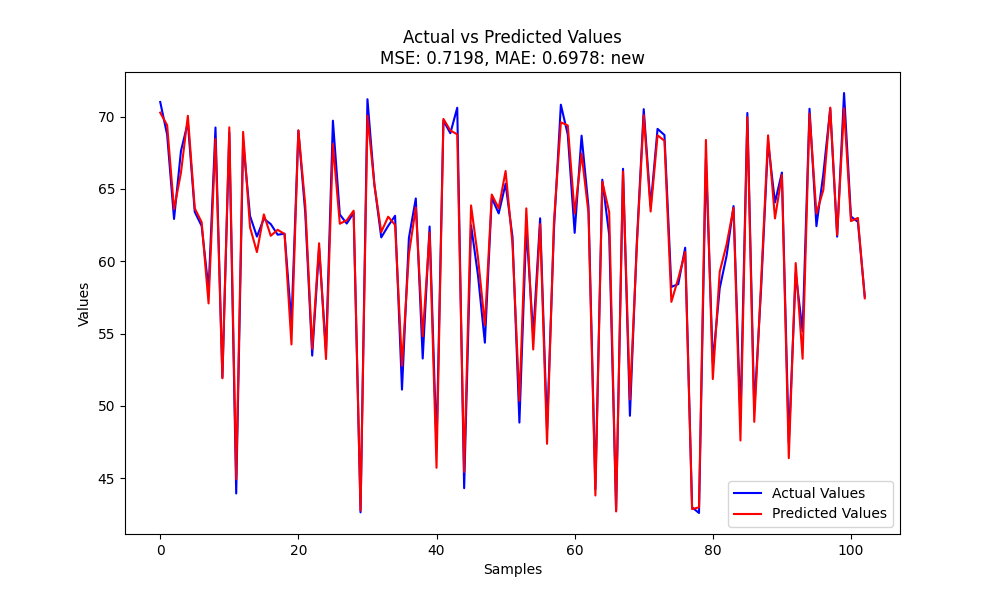 Actual vs Predicted Values
MSE: 0.7198, MAE: 0.6978: new
Values
70
65
60
55
50
45
0 20 40 60 80 100
Samples
Actual Values
Predicted Values